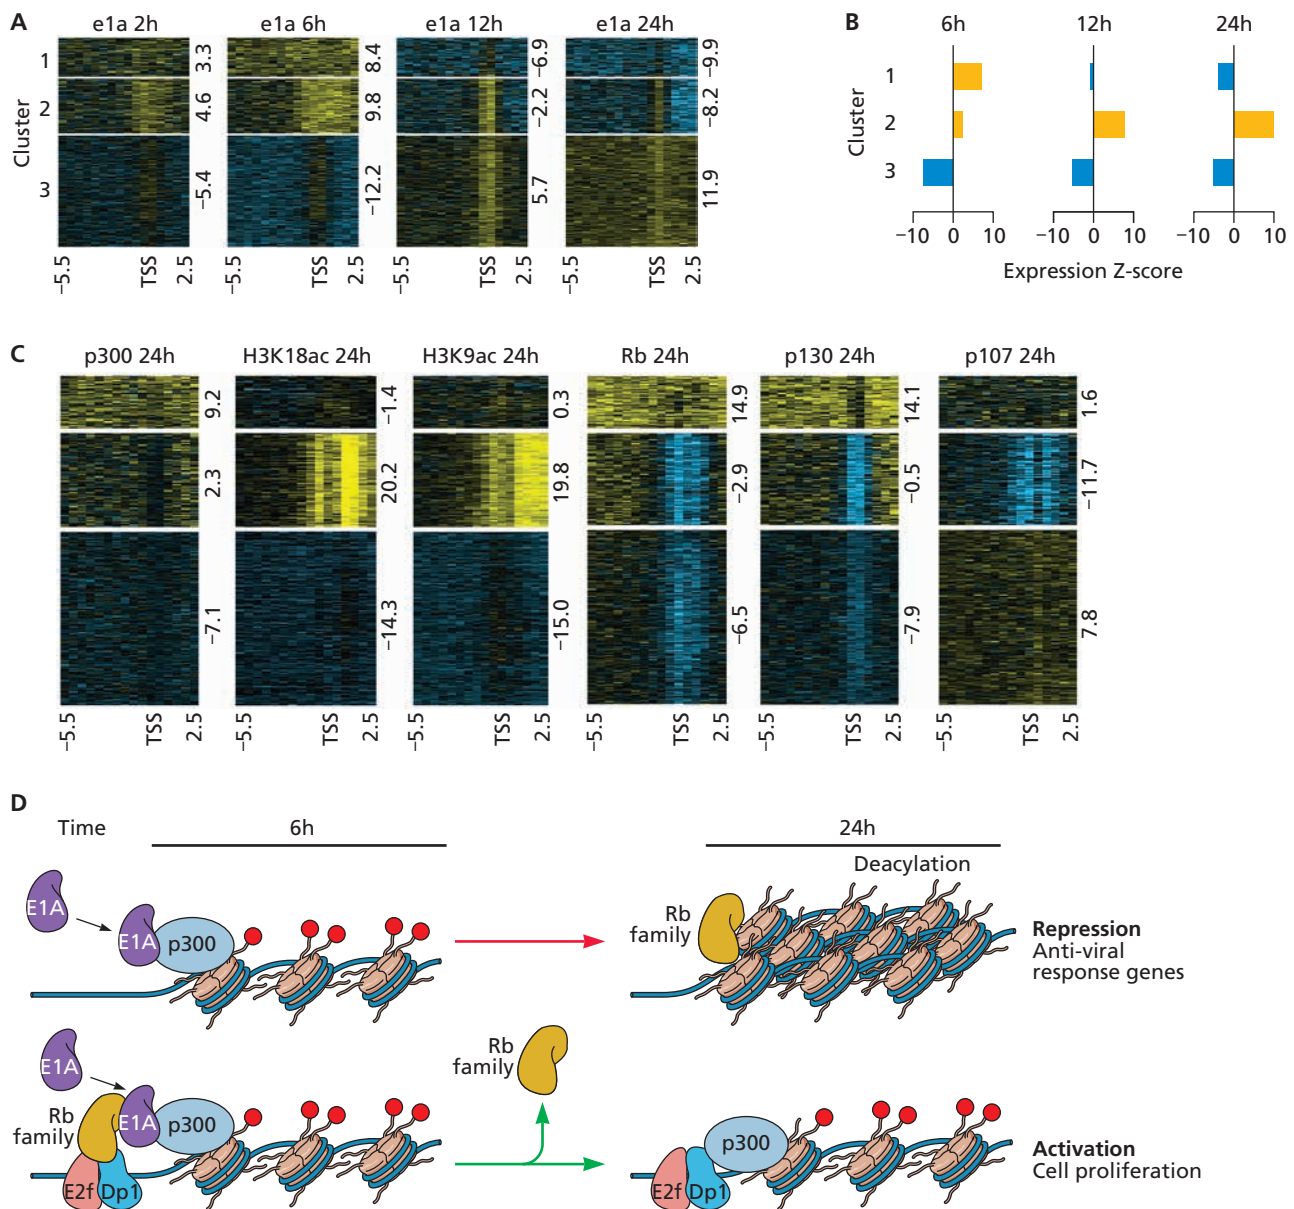 A
e1a 2h
e1a 6h
e1a 12h
e1a 24h
Cluster
1
2
3
3.3
4.6
−5.4
8.4
9.8
−12.2
−6.9
−2.2
5.7
−9.9
−8.2
11.9
−5.5
TSS
2.5
−5.5
TSS
2.5
−5.5
TSS
2.5
−5.5
TSS
2.5
B
6h
12h
24h
Cluster
1
2
3
−10
0
10
−10
0
10
−10
0
10
Expression Z-score
C
p300 24h
H3K18ac 24h
H3K9ac 24h
Rb 24h
p130 24h
p107 24h
9.2
2.3
−7.1
−1.4
20.2
−14.3
0.3
19.8
−15.0
14.9
−2.9
−6.5
14.1
−0.5
−7.9
1.6
−11.7
7.8
−5.5
TSS
2.5
−5.5
TSS
2.5
−5.5
TSS
2.5
−5.5
TSS
2.5
−5.5
TSS
2.5
−5.5
TSS
2.5
D
Time
6h
24h
E1A
E1A
p300
Deacylation
Rb
family
Repression
Anti-viral
response genes
E1A
Rb
family
E1A
p300
E2f
Dp1
Rb
family
p300
E2f
Dp1
Activation
Cell proliferation